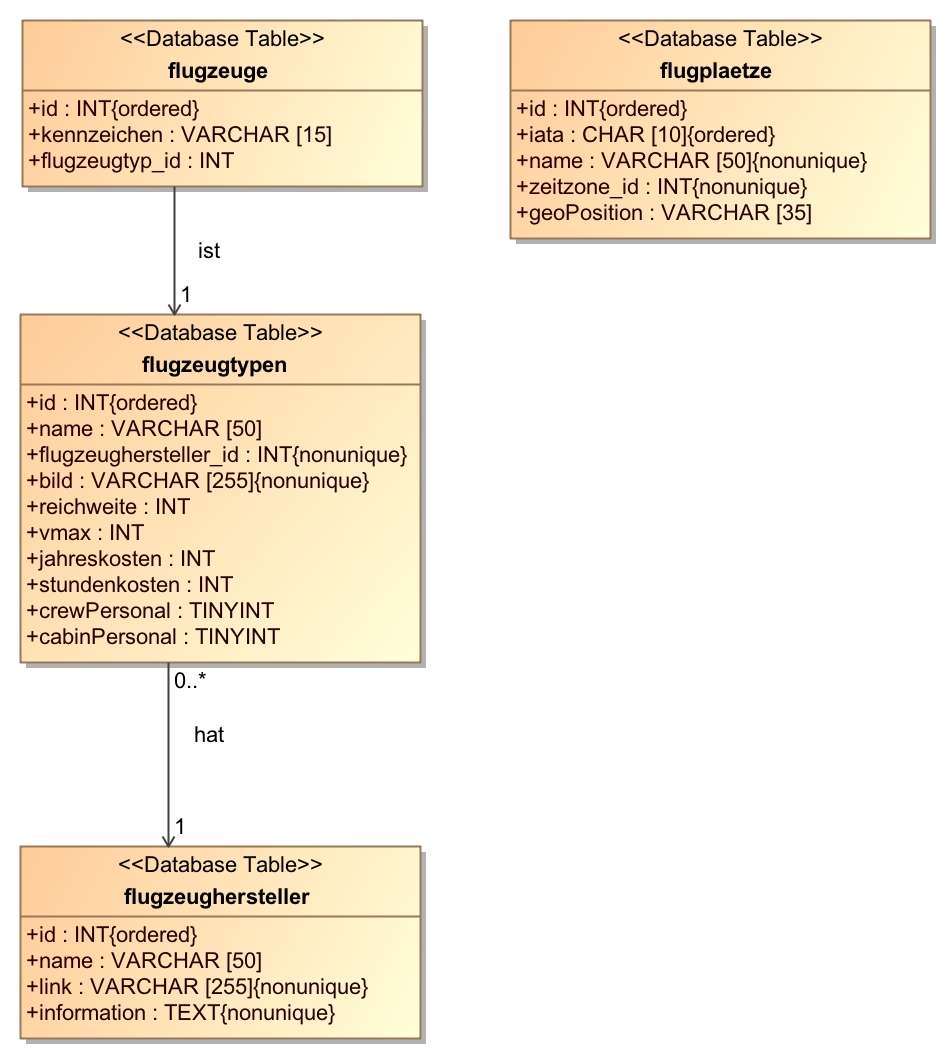 <<Database Table>>
flugzeuge
+id : INT{ordered}
+kennzeichen : VARCHAR [15]
+flugzeugtyp_id : INT
<<Database Table>>
flugplaetze
+id : INT{ordered}
+iata : CHAR [10]{ordered}
+name : VARCHAR [50]{nonunique}
+zeitzone_id : INT{nonunique}
+geoPosition : VARCHAR [35]
ist
1
<<Database Table>>
flugzeugtypen
+id : INT{ordered}
+name : VARCHAR [50]
+flugzeughersteller_id : INT{nonunique}
+bild : VARCHAR [255]{nonunique}
+reichweite : INT
+vmax : INT
+jahreskosten : INT
+stundenkosten : INT
+crewPersonal : TINYINT
+cabinPersonal : TINYINT
0..*
hat
1
<<Database Table>>
flugzeughersteller
+id : INT{ordered}
+name : VARCHAR [50]
+link : VARCHAR [255]{nonunique}
+information : TEXT{nonunique}